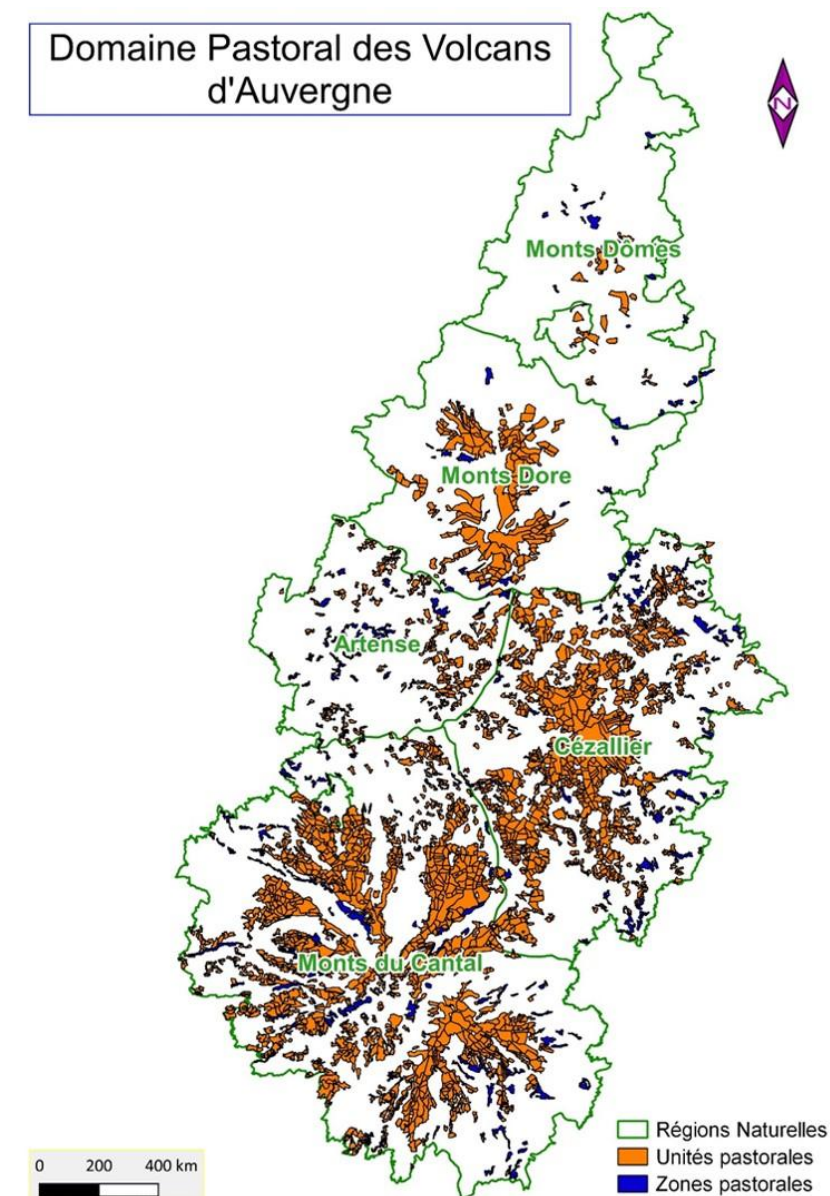 Domaine Pastoral des Volcans
d'Auvergne
N
Monts Dômes
Monts Dore
Artense
Cézallier
Monts du Cantal
0 200 400 km
Régions Naturelles
Unités pastorales
Zones pastorales